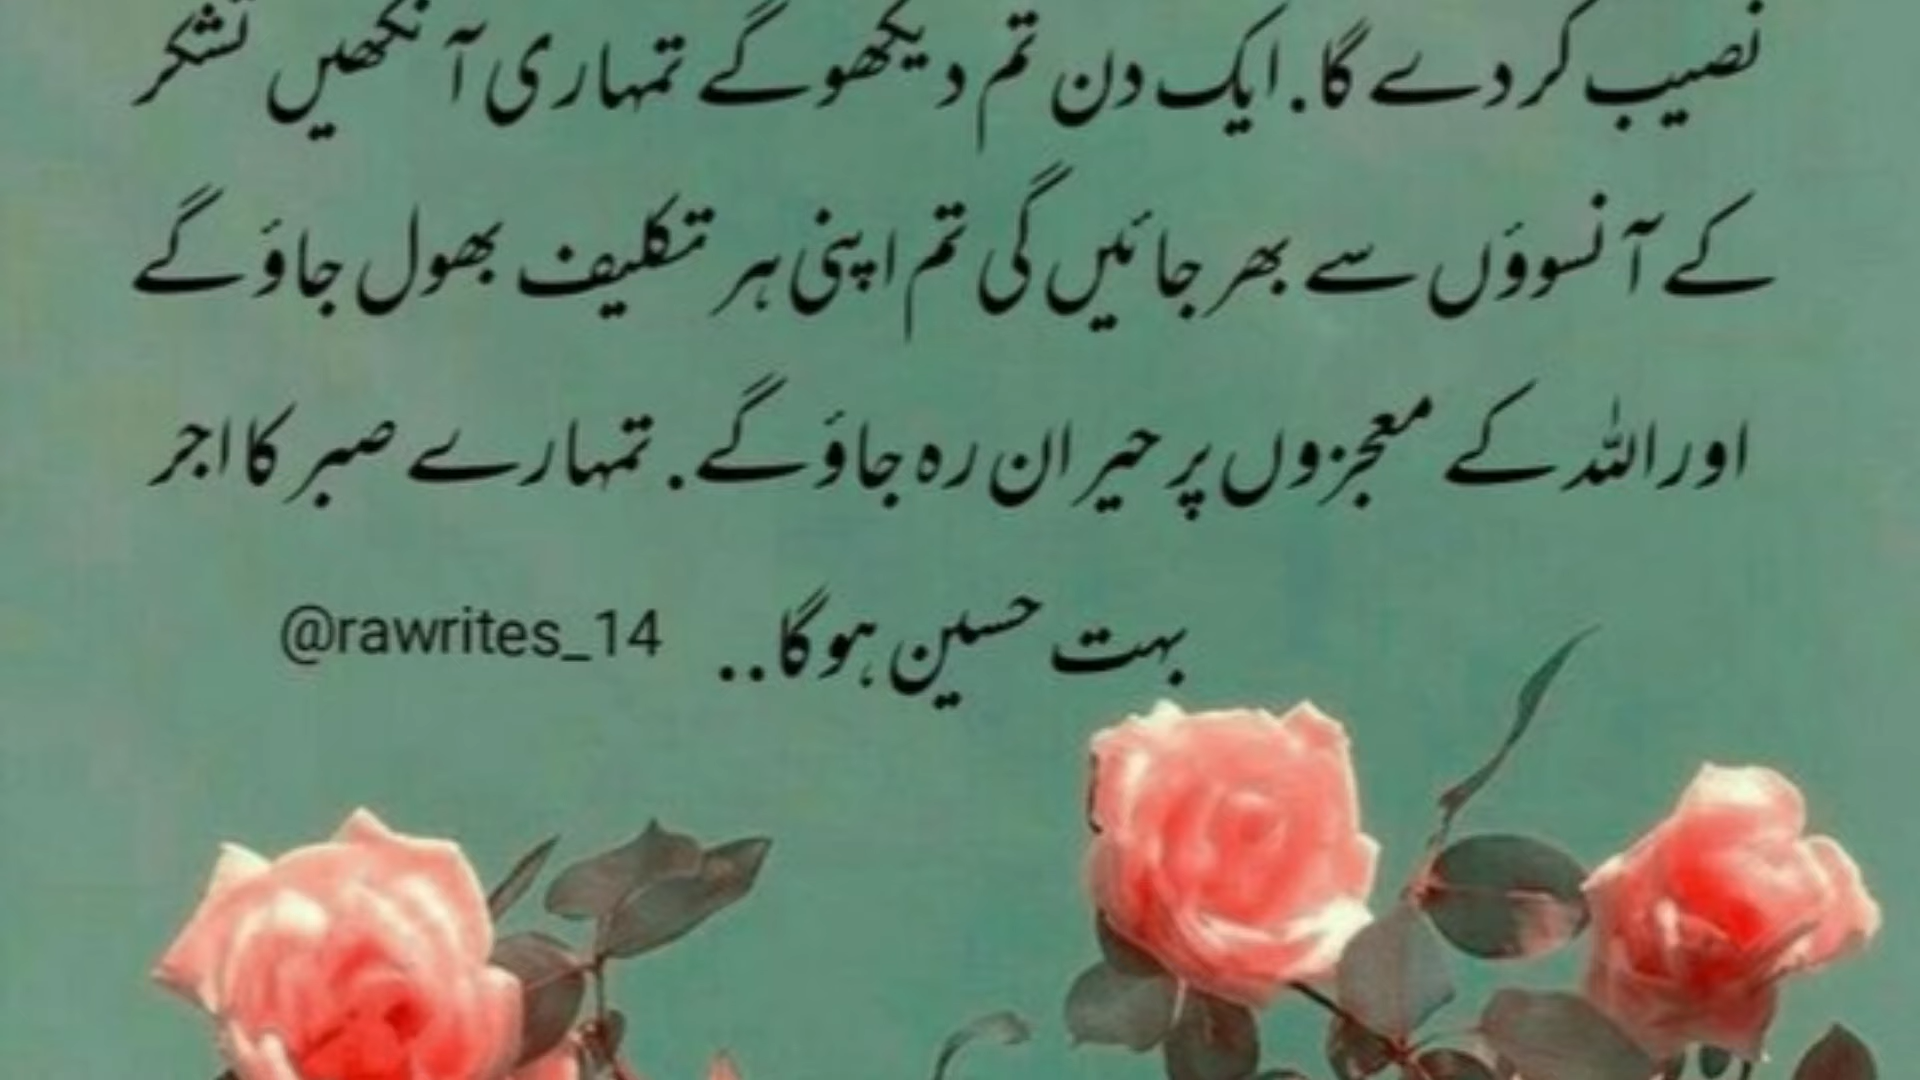 نصیب کر دے گا. ایک دن تم دیکھو گے تمہاری آنکھیں تشکر
کے آنسوؤں سے بھر جائیں گی تم اپنی ہر تکلیف بھول جاؤ گے
اور اللہ کے معجزوں پر حیران رہ جاؤ گے. تمہارے صبر کا اجر
بہت حسین ہو گا.. @rawrites_14